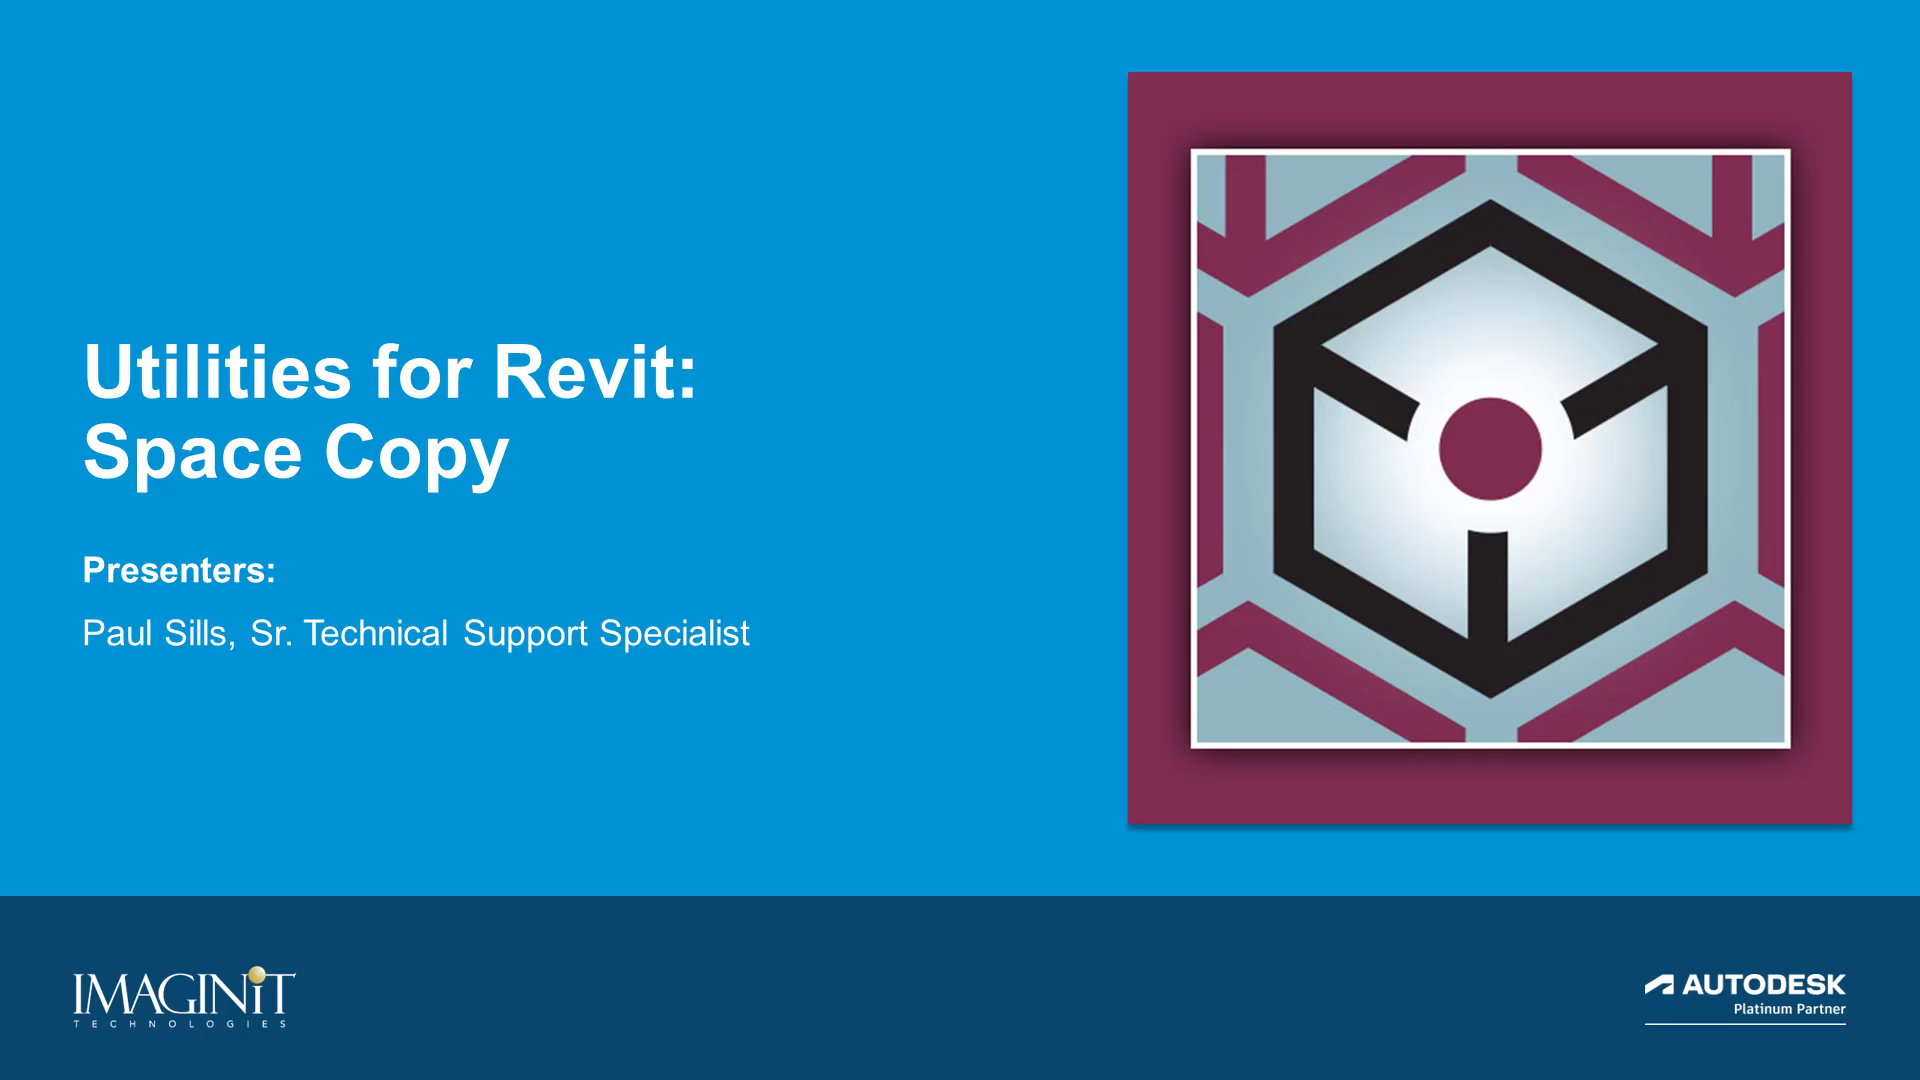 Utilities for Revit:
Space Copy
Presenters:
Paul Sills, Sr. Technical Support Specialist
IMAGINiT
TECHNOLOGIES
AUTODESK
Platinum Partner